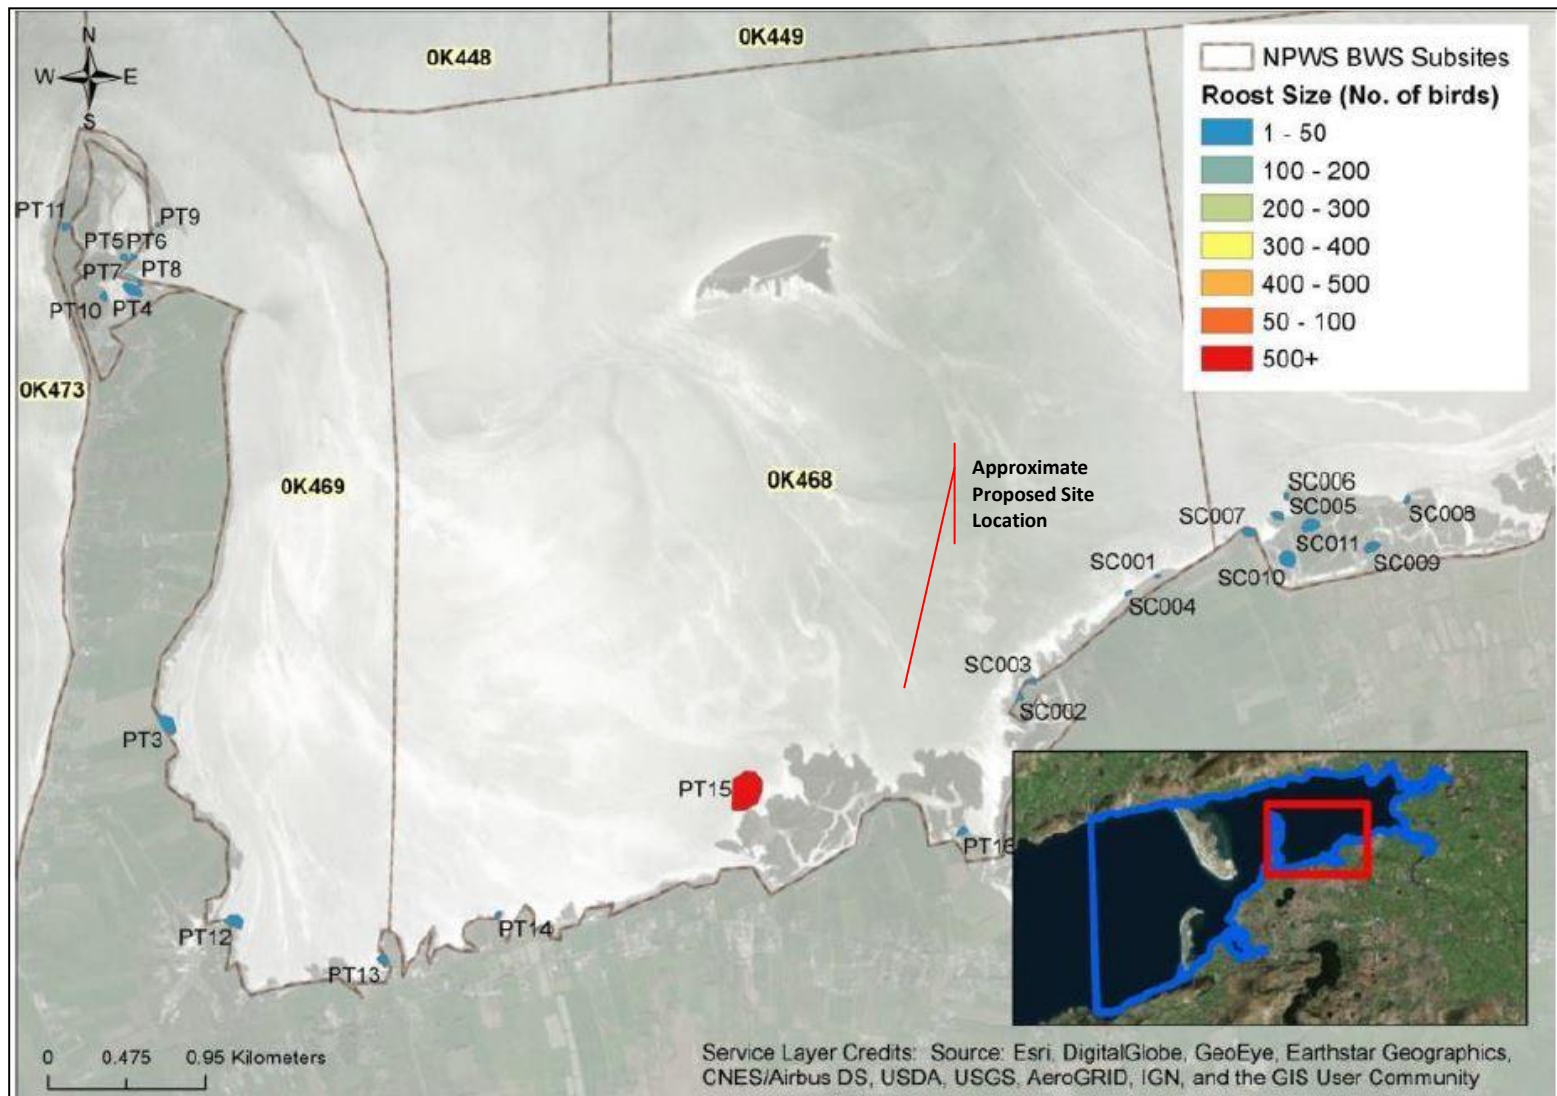 N
W E
S
0K448
0K449
NPWS BWS Subsites
Roost Size (No. of birds)
1 - 50
100 - 200
200 - 300
300 - 400
400 - 500
50 - 100
500+
PT11
PT9
PT5 PT6
PT7 PT8
PT10 PT4
0K473
0K469
0K468
Approximate
Proposed Site
Location
SC006
SC005
SC008
SC007
SC011
SC009
SC010
SC001
SC004
SC003
SC002
PT3
PT15
PT16
PT12
PT14
PT13
0 0.475 0.95 Kilometers
Service Layer Credits: Source: Esri, DigitalGlobe, GeoEye, Earthstar Geographics,
CNES/Airbus DS, USDA, USGS, AeroGRID, IGN, and the GIS User Community